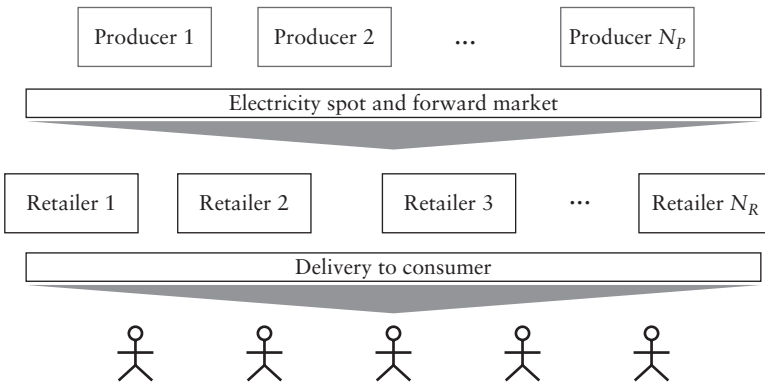 Producer 1 Producer 2 ... Producer N_P
Electricity spot and forward market
Retailer 1 Retailer 2 Retailer 3 ... Retailer N_R
Delivery to consumer